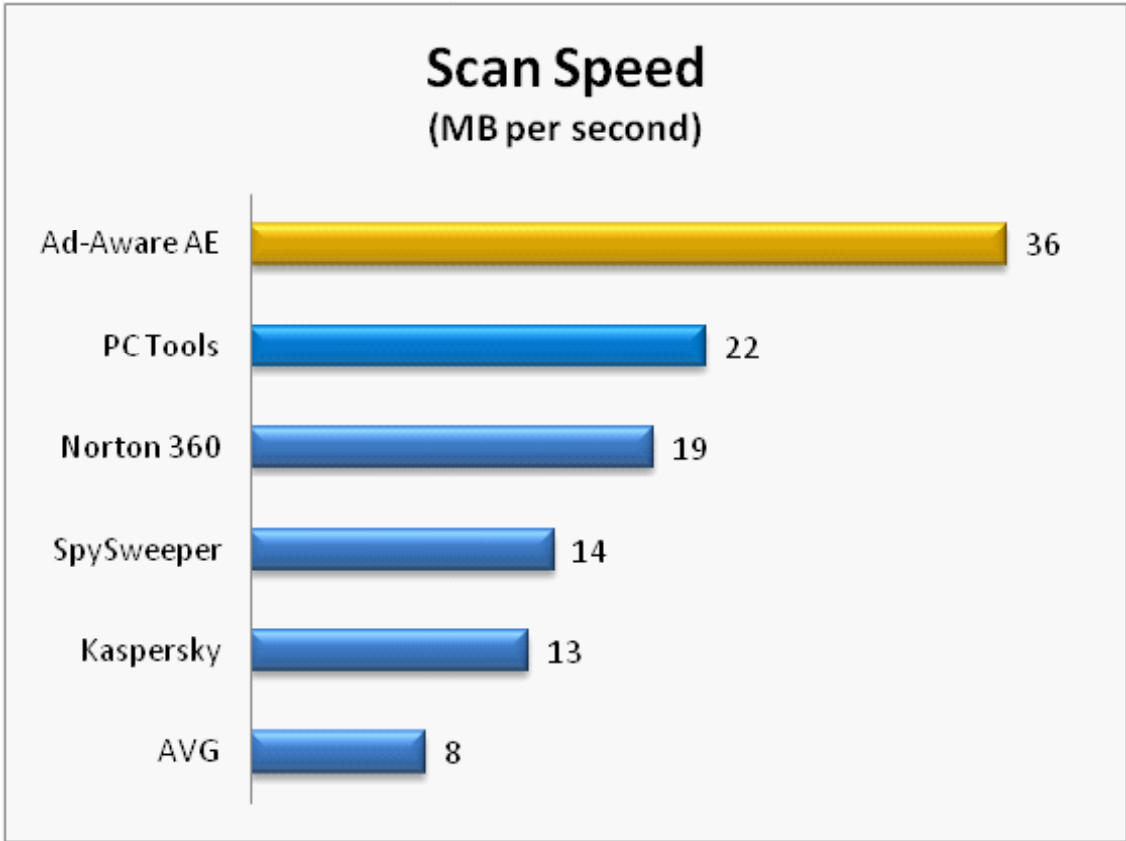 Scan Speed
(MB per second)
Ad-Aware AE 36
PC Tools 22
Norton 360 19
SpySweeper 14
Kaspersky 13
AVG 8